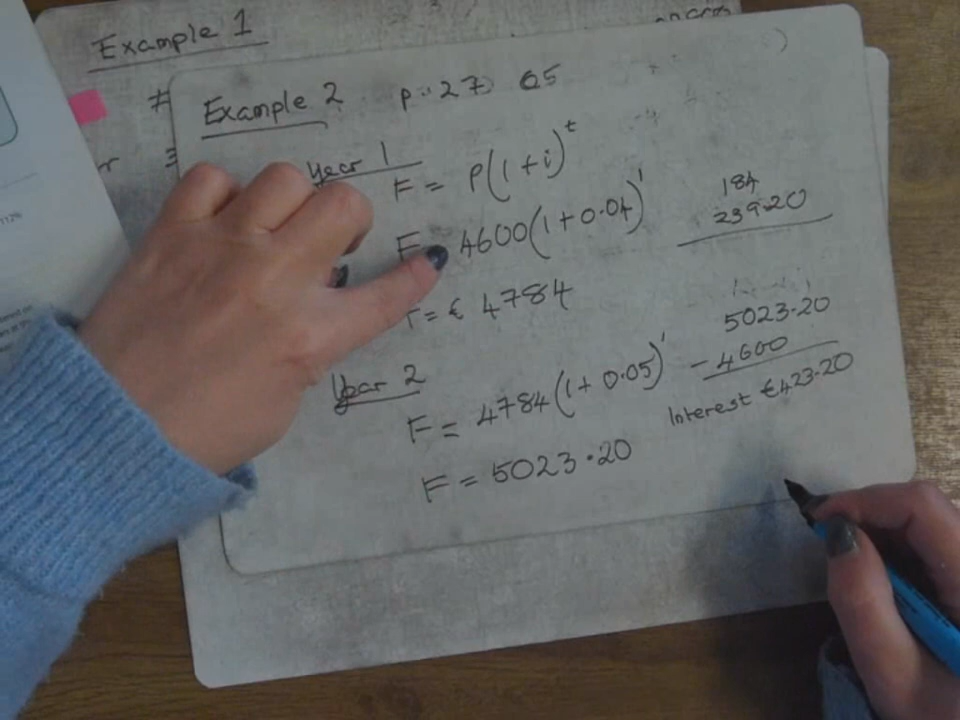 Example 1
Example 2 p.. 27
Year 1
F = P(1 + i)^t
F = 4600(1 + 0.04)^1
F = € 4784
184
239.20
Year 2
F = 4784(1 + 0.05)^1
F = 5023.20
5023.20
- 4600
Interest €423.20